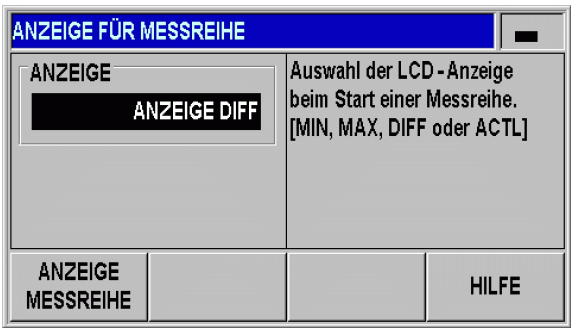 ANZEIGE FÜR MESSREIHE
ANZEIGE
ANZEIGE DIFF
Auswahl der LCD - Anzeige
beim Start einer Messreihe.
[MIN, MAX, DIFF oder ACTL]
ANZEIGE
MESSREIHE
HILFE